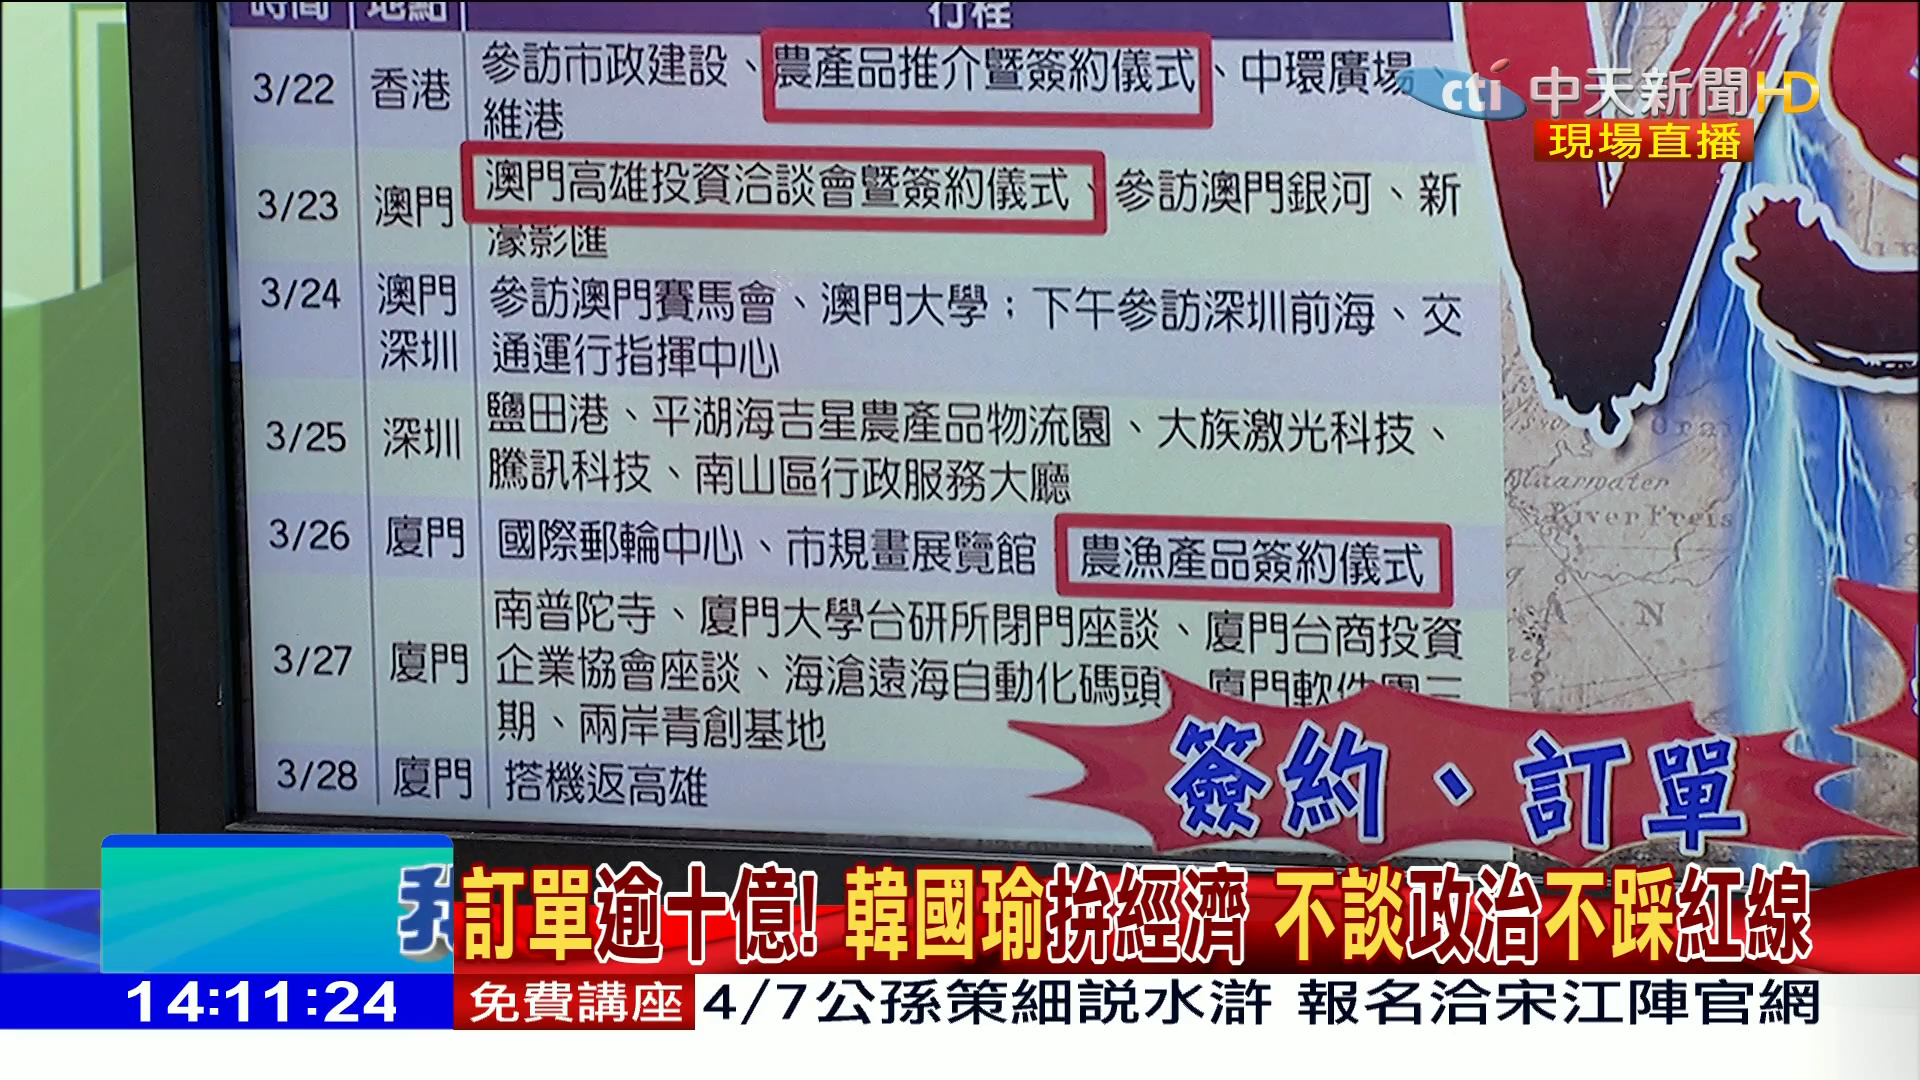 時間 地點 行程
3/22 香港 參訪市政建設、農產品推介暨簽約儀式、中環廣場、
維港
3/23 澳門 澳門高雄投資洽談會暨簽約儀式、參訪澳門銀河、新
濠影匯
3/24 澳門 參訪澳門賽馬會、澳門大學；下午參訪深圳前海、交
深圳 通運行指揮中心
3/25 深圳 鹽田港、平湖海吉星農產品物流園、大族激光科技、
騰訊科技、南山區行政服務大廳
3/26 廈門 國際郵輪中心、市規畫展覽館 農漁產品簽約儀式
南普陀寺、廈門大學台研所閉門座談、廈門台商投資
3/27 廈門 企業協會座談、海滄遠海自動化碼頭、廈門軟件園二
期、兩岸青創基地
3/28 廈門 搭機返高雄
cti 中天新聞HD
現場直播
簽約、訂單
訂單逾十億! 韓國瑜拚經濟 不談政治不踩紅線
14:11:24 免費講座 4/7公孫策細說水滸 報名洽宋江陣官網